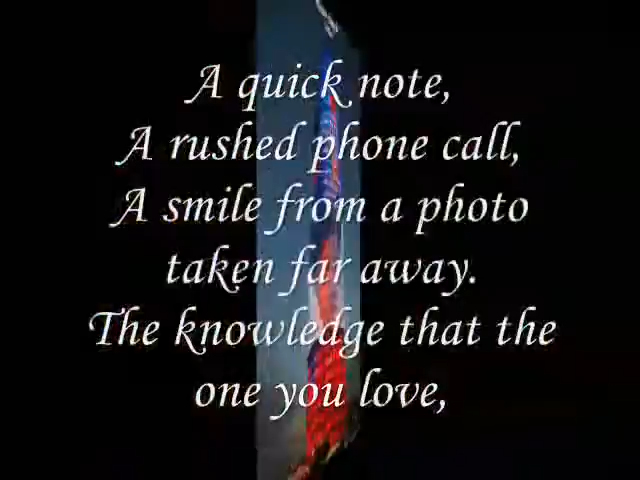 A quick note,
A rushed phone call,
A smile from a photo
taken far away.
The knowledge that the
one you love,